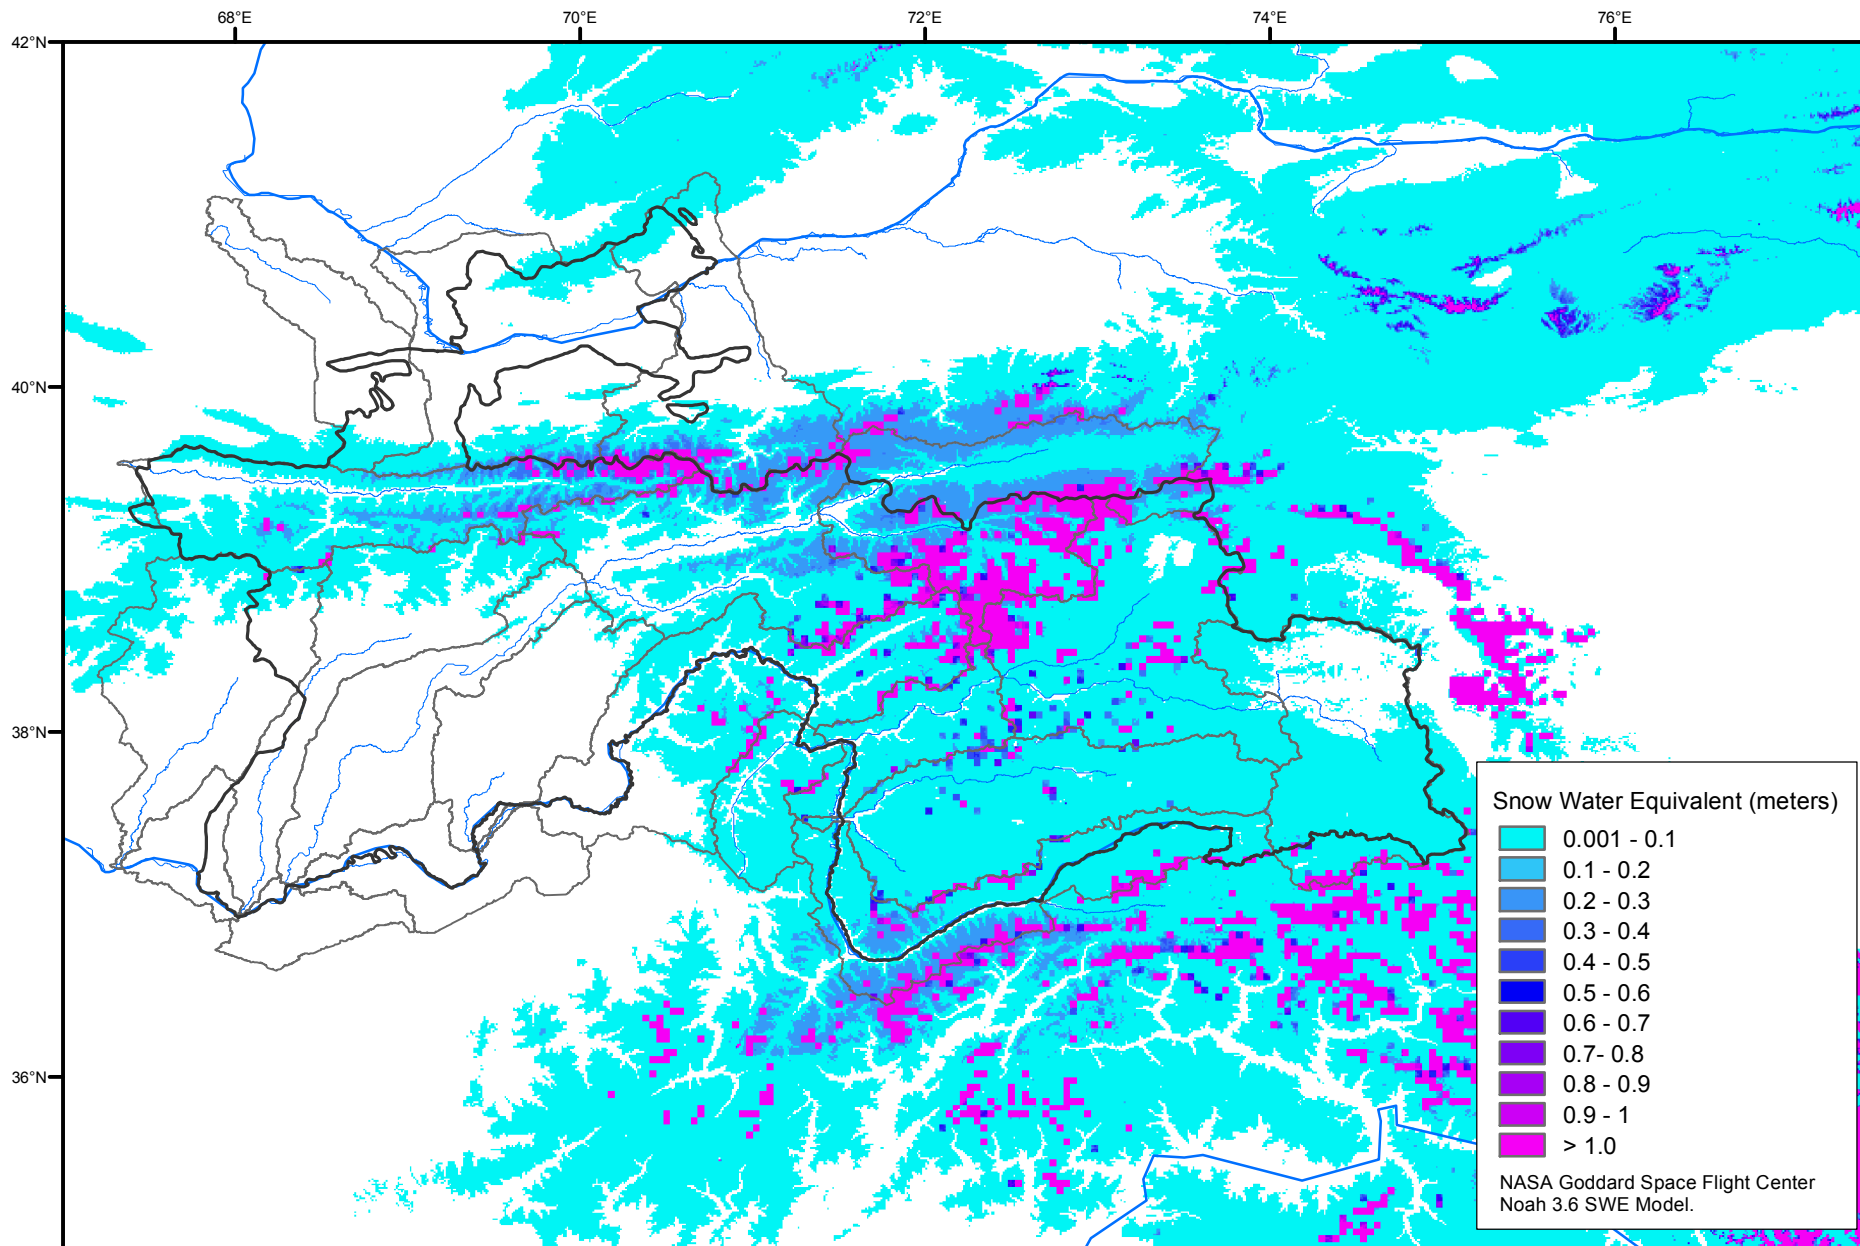 68°E
70°E
72°E
74°E
76°E
42°N
40°N
38°N
36°N
Snow Water Equivalent (meters)
0.001 - 0.1
0.1 - 0.2
0.2 - 0.3
0.3 - 0.4
0.4 - 0.5
0.5 - 0.6
0.6 - 0.7
0.7- 0.8
0.8 - 0.9
0.9 - 1
> 1.0
NASA Goddard Space Flight Center
Noah 3.6 SWE Model.